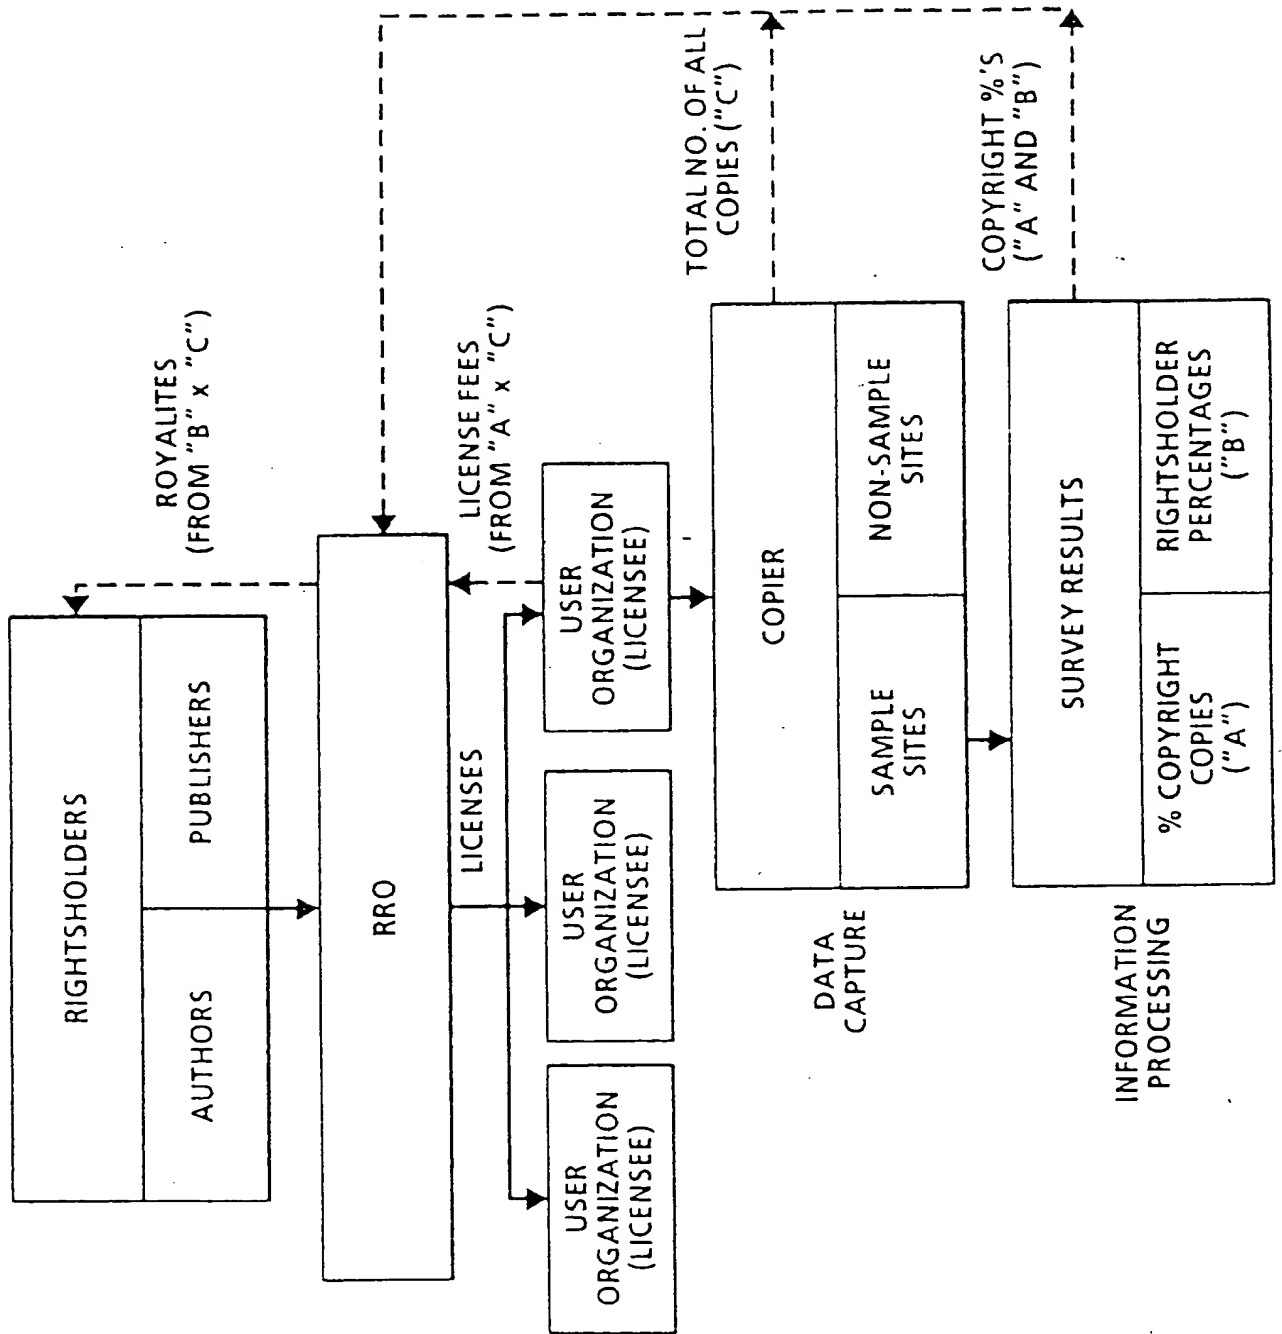 ROYALITES
(FROM "B" x "C")
RIGHTSHOLDERS
AUTHORS
PUBLISHERS
RRO
LICENSES
LICENSE FEES
(FROM "A" x "C")
USER
ORGANIZATION
(LICENSEE)
USER
ORGANIZATION
(LICENSEE)
USER
ORGANIZATION
(LICENSEE)
TOTAL NO. OF ALL
COPIES ("C")
DATA
CAPTURE
COPIER
SAMPLE
SITES
NON-SAMPLE
SITES
COPYRIGHT %'S
("A" AND "B")
INFORMATION
PROCESSING
SURVEY RESULTS
% COPYRIGHT
COPIES
("A")
RIGHTSHOLDER
PERCENTAGES
("B")